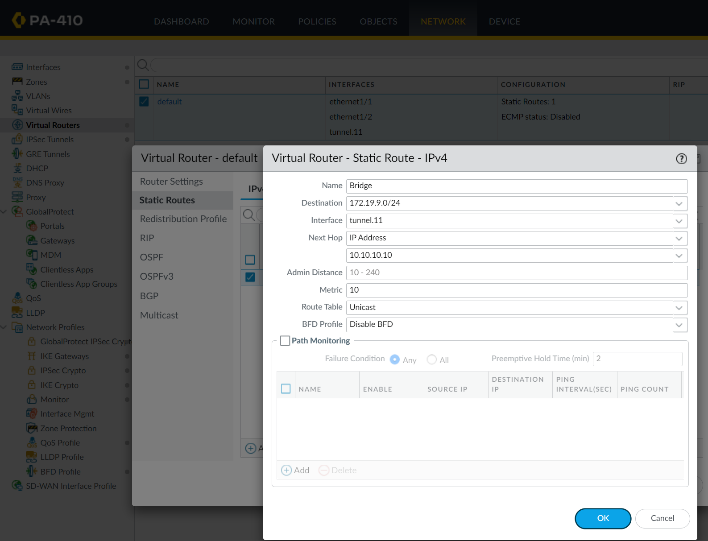 PA-410
DASHBOARD MONITOR POLICIES OBJECTS NETWORK DEVICE
Interfaces
Zones
VLANs
Virtual Wires
Virtual Routers
IPSec Tunnels
GRE Tunnels
DHCP
DNS Proxy
Proxy
GlobalProtect
Portals
Gateways
MDM
Clientless Apps
Clientless App Groups
QoS
LLDP
Network Profiles
GlobalProtect IPSec Crypt
IKE Gateways
IPSec Crypto
IKE Crypto
Monitor
Interface Mgmt
Zone Protection
QoS Profile
LLDP Profile
BFD Profile
SD-WAN Interface Profile
NAME INTERFACES CONFIGURATION RIP
default ethernet1/1 Static Routes: 1
ethernet1/2 ECMP status: Disabled
tunnel.11
Virtual Router - default
Router Settings
Static Routes
Redistribution Profile
RIP
OSPF
OSPFv3
BGP
Multicast
Virtual Router - Static Route - IPv4
Name Bridge
Destination 172.19.9.0/24
Interface tunnel.11
Next Hop IP Address
10.10.10.10
Admin Distance 10 - 240
Metric 10
Route Table Unicast
BFD Profile Disable BFD
Path Monitoring
Failure Condition Any All Preemptive Hold Time (min) 2
NAME ENABLE SOURCE IP DESTINATION IP PING INTERVAL(SEC) PING COUNT
Add Delete
OK Cancel